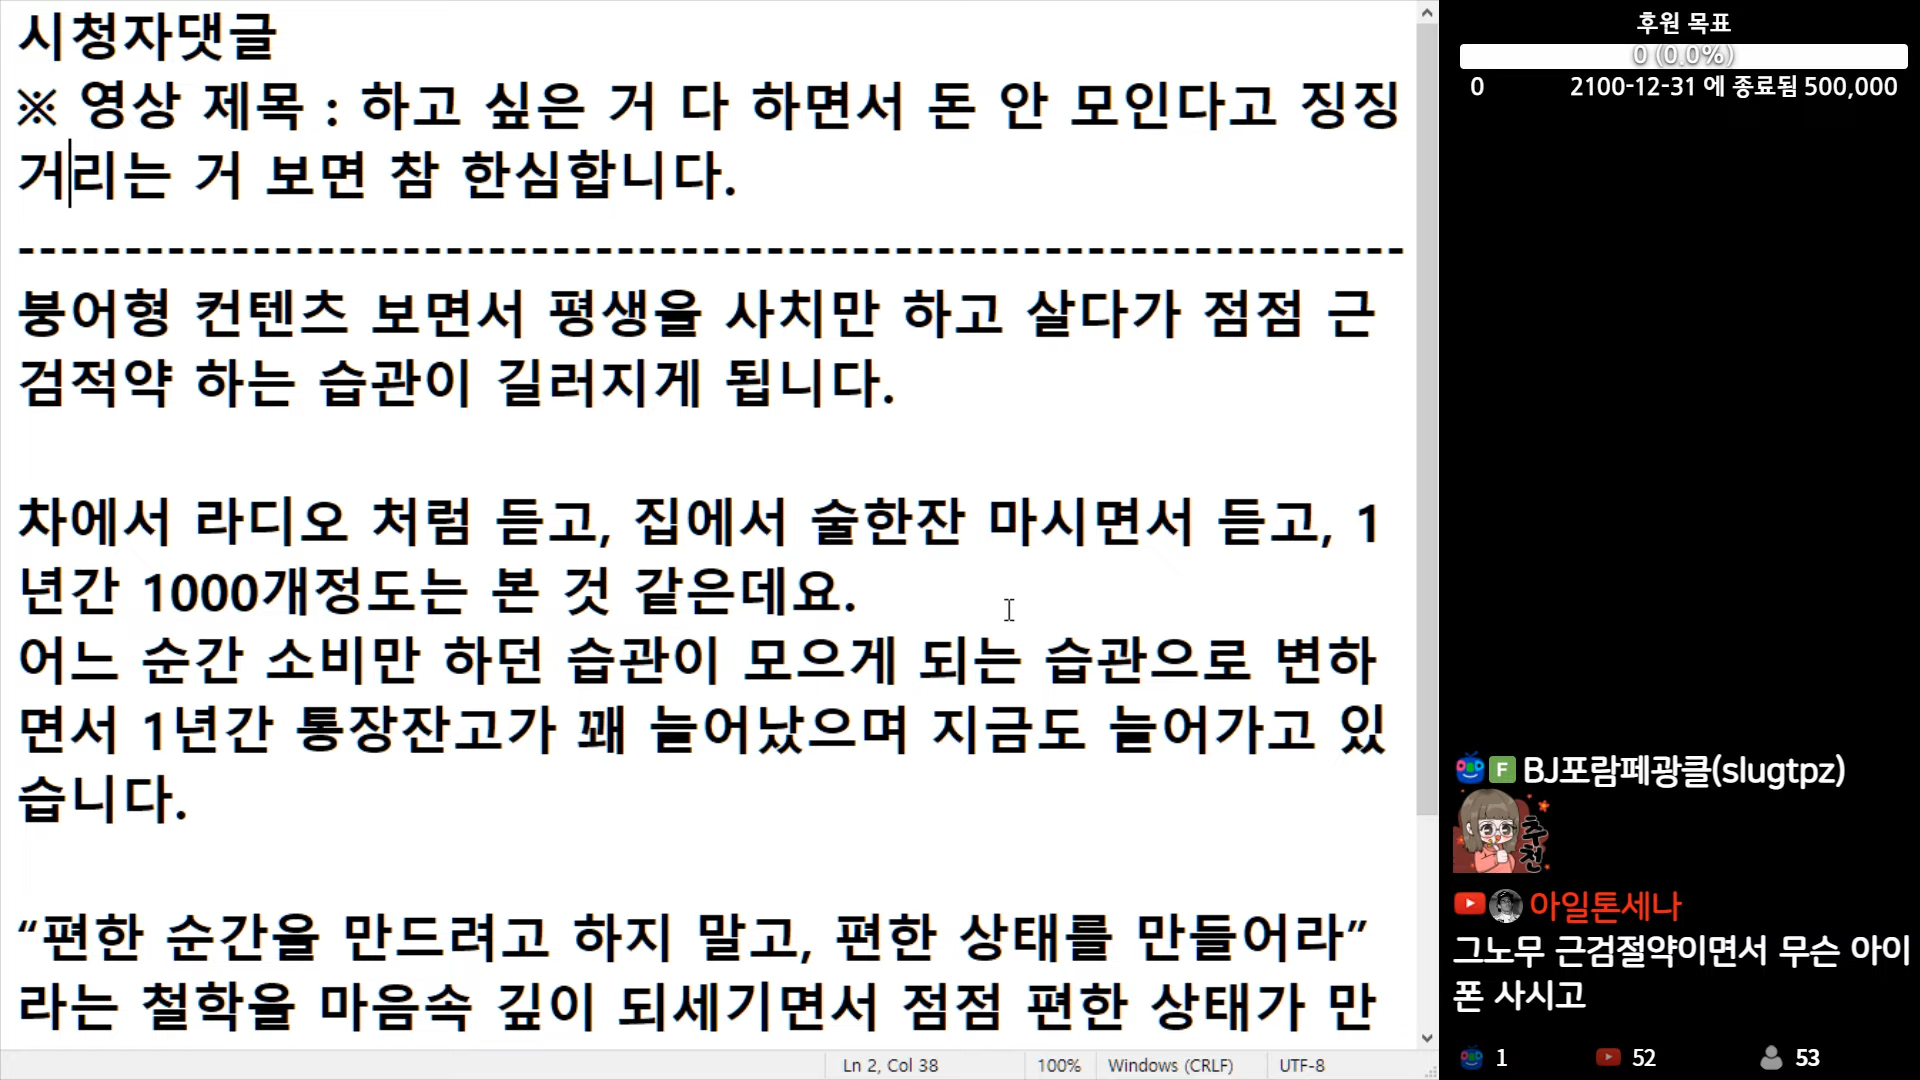 시청자댓글
※ 영상 제목 : 하고 싶은 거 다 하면서 돈 안 모인다고 징징
거리는 거 보면 참 한심합니다.
-----------------------------------------------------------------
붕어형 컨텐츠 보면서 평생을 사치만 하고 살다가 점점 근
검적약 하는 습관이 길러지게 됩니다.
차에서 라디오 처럼 듣고, 집에서 술한잔 마시면서 듣고, 1
년간 1000개정도는 본 것 같은데요.
어느 순간 소비만 하던 습관이 모으게 되는 습관으로 변하
면서 1년간 통장잔고가 꽤 늘어났으며 지금도 늘어가고 있
습니다.
“편한 순간을 만드려고 하지 말고, 편한 상태를 만들어라”
라는 철학을 마음속 깊이 되세기면서 점점 편한 상태가 만
Ln 2, Col 38
100%
Windows (CRLF)
UTF-8
후원 목표
0 (0.0%)
0
2100-12-31 에 종료됨 500,000
F BJ포람페광클(slugtpz)
추천
아일톤세나
그노무 근검절약이면서 무슨 아이
폰 사시고
1
52
53